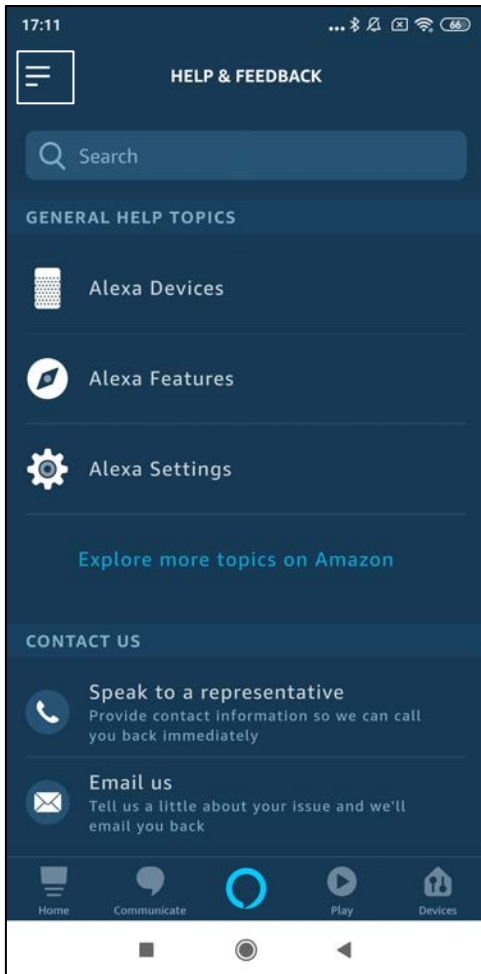 17:11
66
HELP & FEEDBACK
Search
GENERAL HELP TOPICS
Alexa Devices
Alexa Features
Alexa Settings
Explore more topics on Amazon
CONTACT US
Speak to a representative
Provide contact information so we can call
you back immediately
Email us
Tell us a little about your issue and we'll
email you back
Home Communicate Play Devices